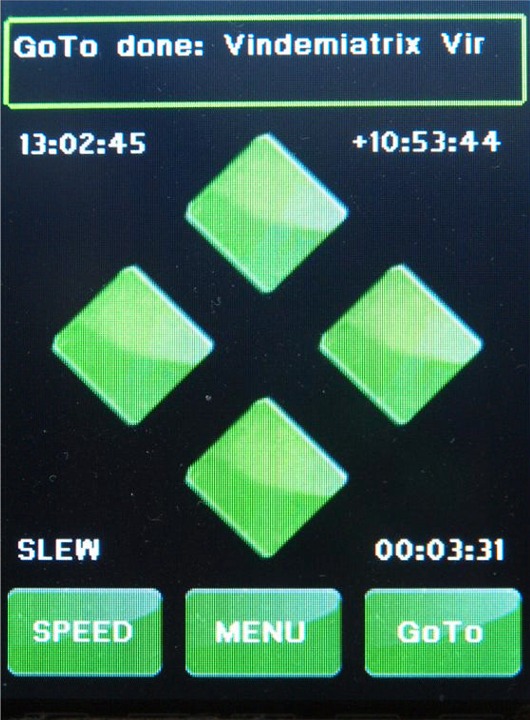 GoTo done: Vindemiatrix Vir
13:02:45
+10:53:44
SLEW
00:03:31
SPEED
MENU
GoTo